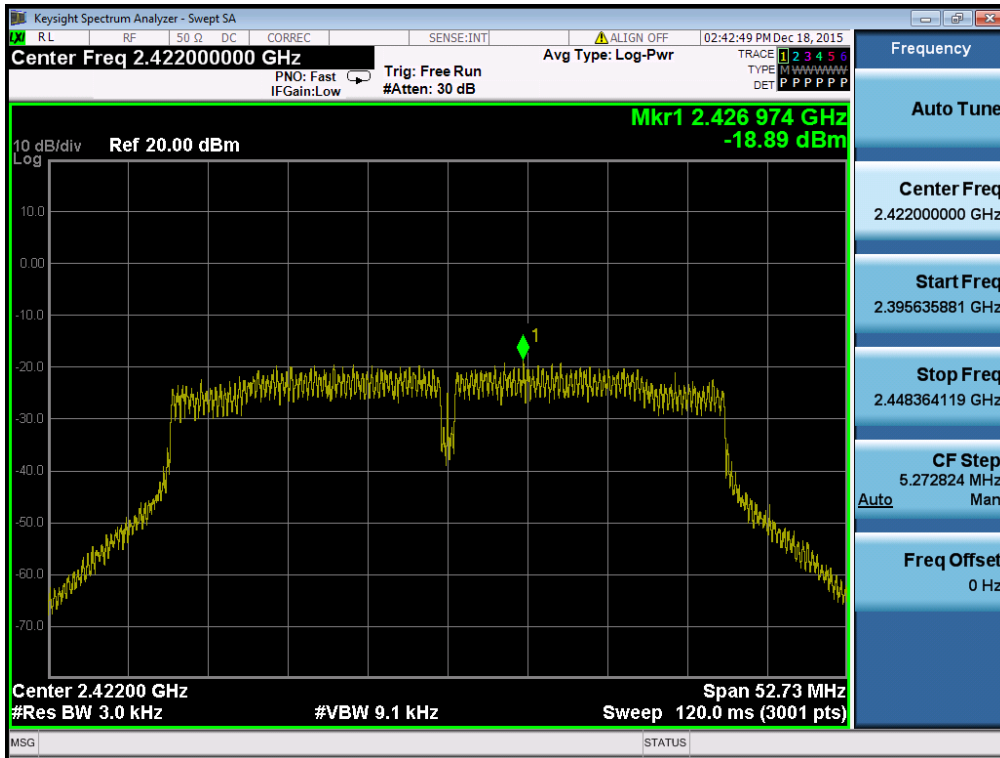 Keysight Spectrum Analyzer - Swept SA
LXI RL RF 50 Ω DC CORREC SENSE:INT ALIGN OFF 02:42:49 PM Dec 18, 2015
Center Freq 2.422000000 GHz
PNO: Fast
IFGain:Low
Trig: Free Run
#Atten: 30 dB
Avg Type: Log-Pwr
TRACE 1 2 3 4 5 6
TYPE M WWWWW
DET P P P P P P
Mkr1 2.426 974 GHz
-18.89 dBm
10 dB/div Ref 20.00 dBm
Log
10.0
0.00
-10.0
-20.0
-30.0
-40.0
-50.0
-60.0
-70.0
1
Center 2.42200 GHz Span 52.73 MHz
#Res BW 3.0 kHz #VBW 9.1 kHz Sweep 120.0 ms (3001 pts)
MSG STATUS
Frequency
Auto Tune
Center Freq
2.422000000 GHz
Start Freq
2.395635881 GHz
Stop Freq
2.448364119 GHz
CF Step
5.272824 MHz
Auto Man
Freq Offset
0 Hz